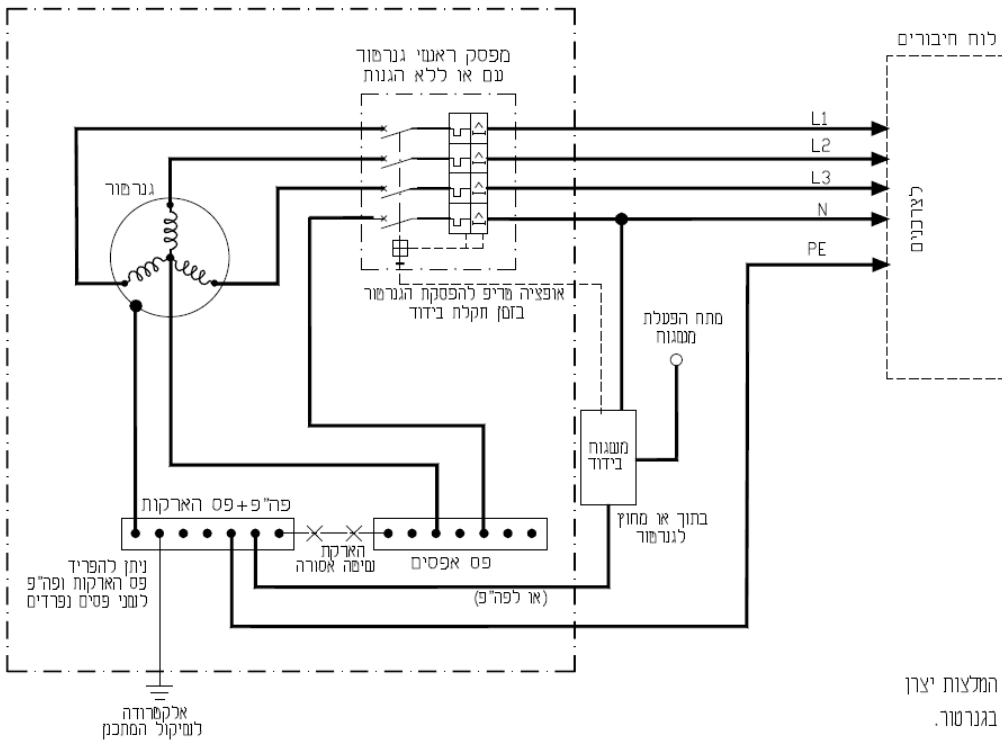 לוח חיבורים
מפסק ראשי גנרטור
עם או ללא הגנות
L1
L2
L3
N
PE
לצרכנים
גנרטור
אופציה טריפ להפסקת הגנרטור
בזמן תקלת בידוד
מתח הפעלת
משגוח
משגוח
בידוד
בתוך או מחוץ
לגנרטור
פה"פ+פס הארקות
הארקת
שיטה אסורה
פס אפסים
(או לפה"פ)
ניתן להפריד
פס הארקות ופה"פ
לשני פסים נפרדים
אלקטרודה
לשיקול המתכנן
המלצות יצרן
בגנרטור.